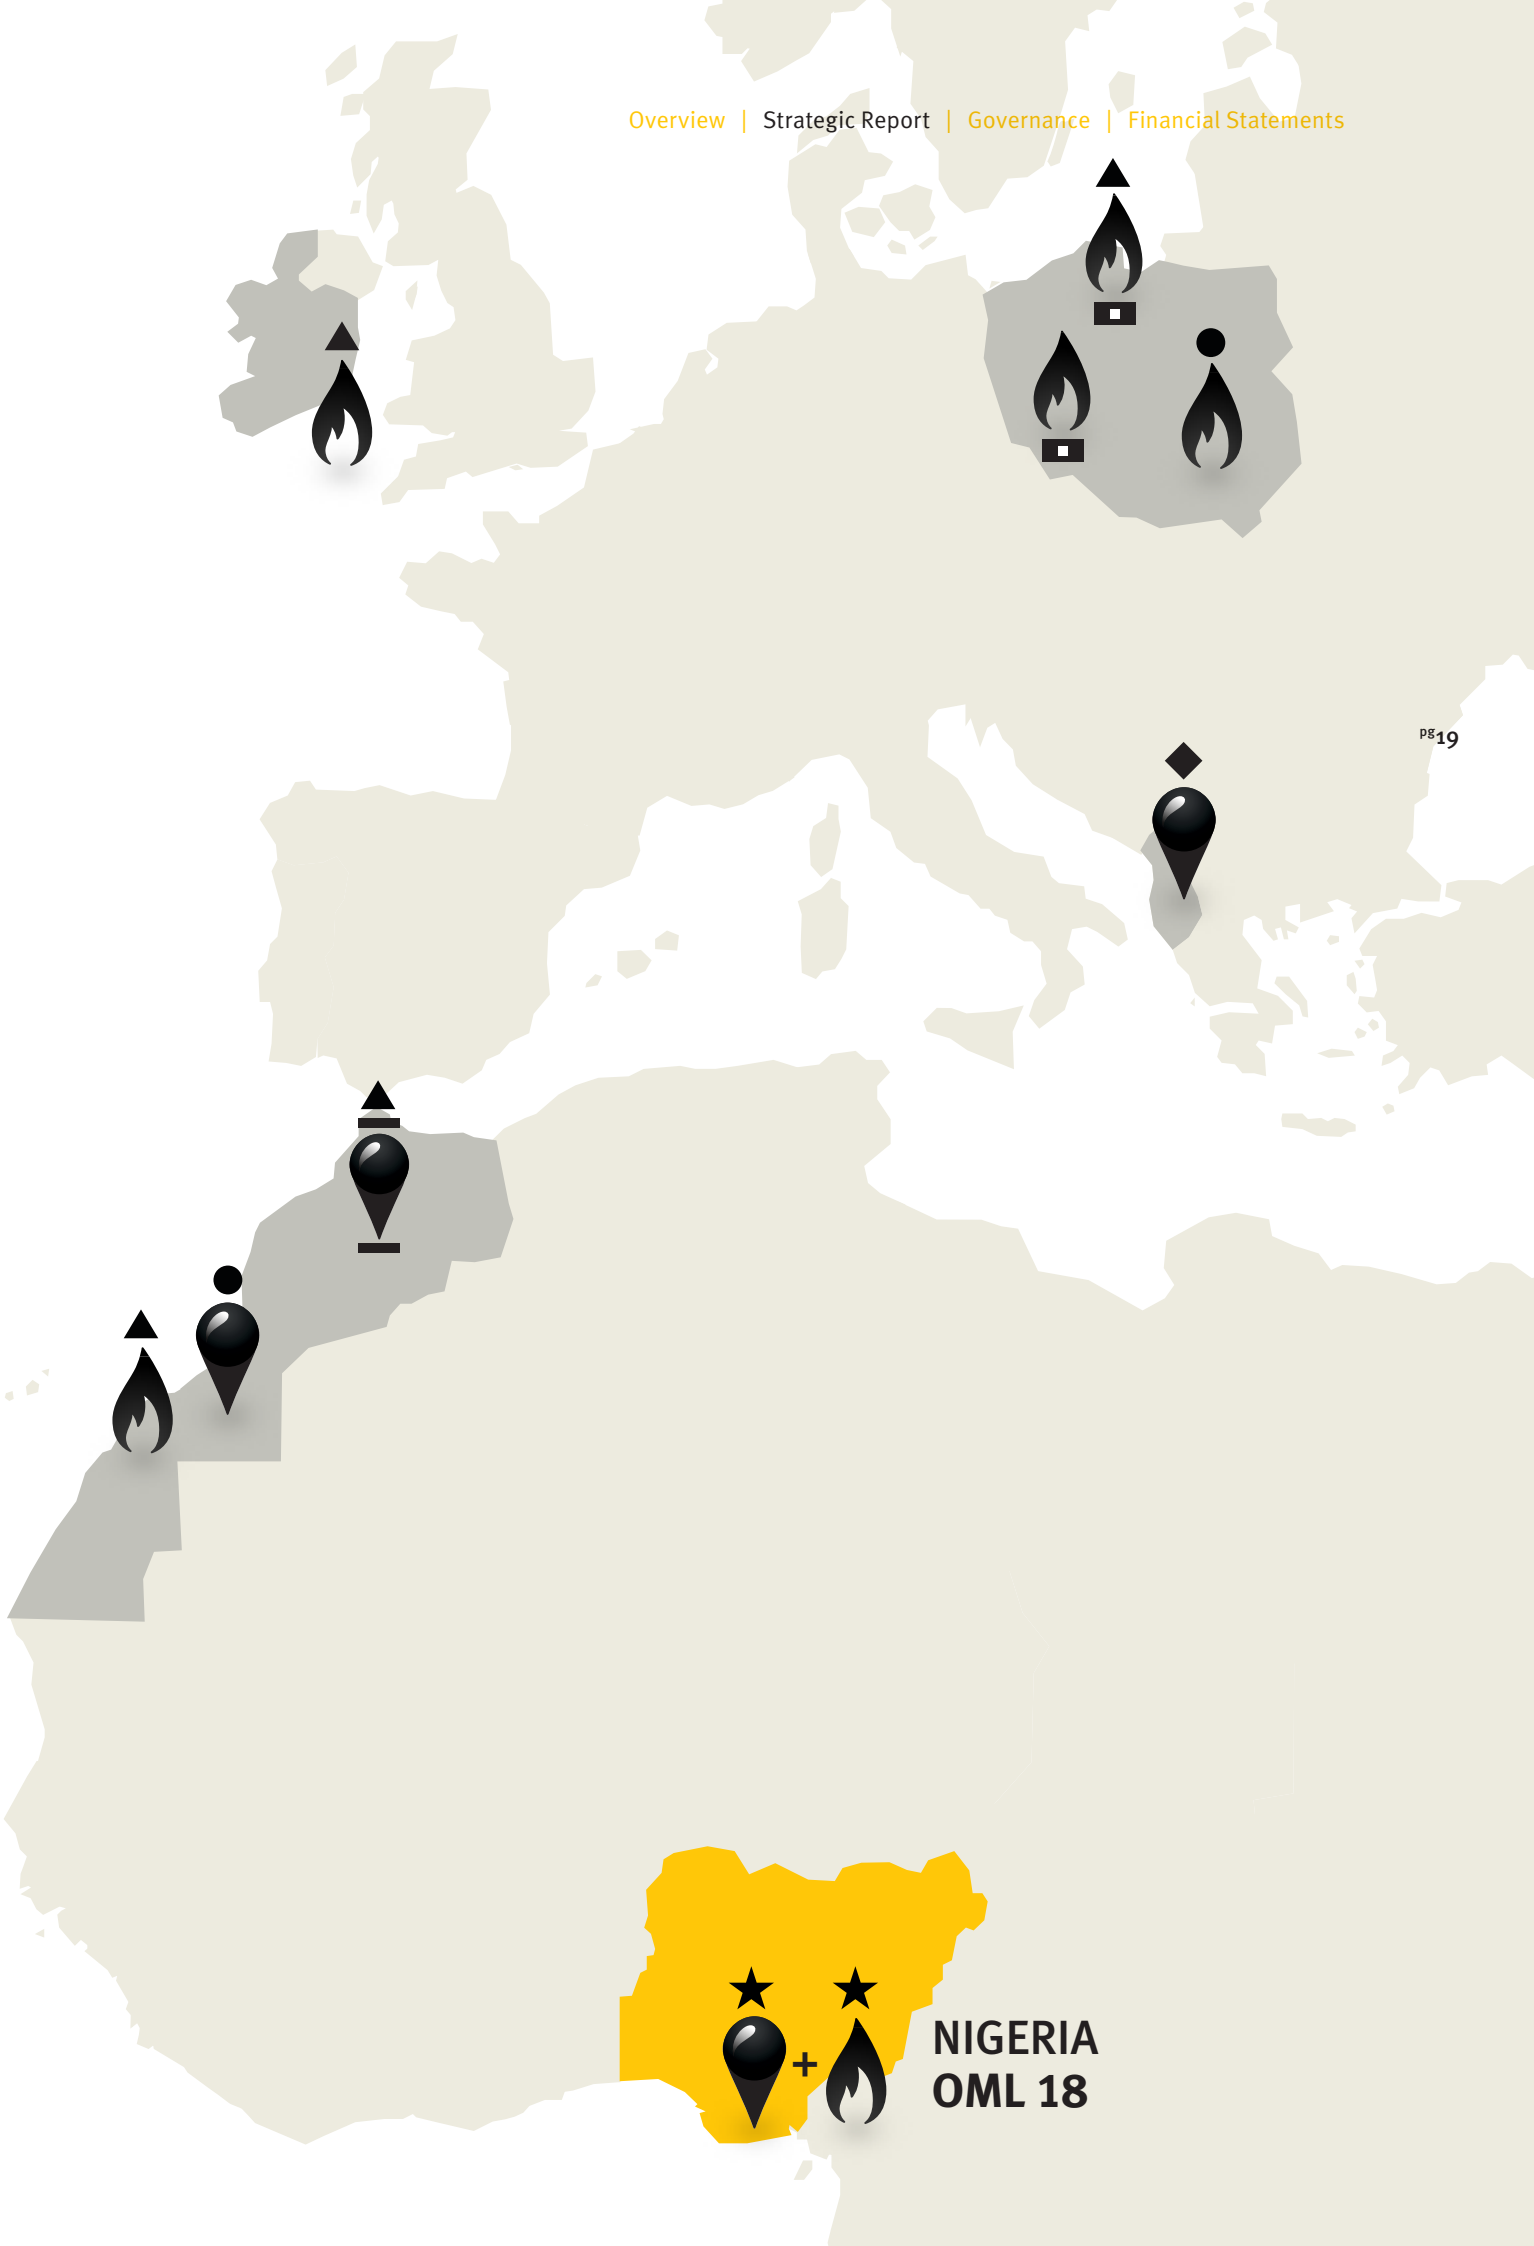 Overview | Strategic Report | Governance | Financial Statements
pg19
+
NIGERIA
OML 18